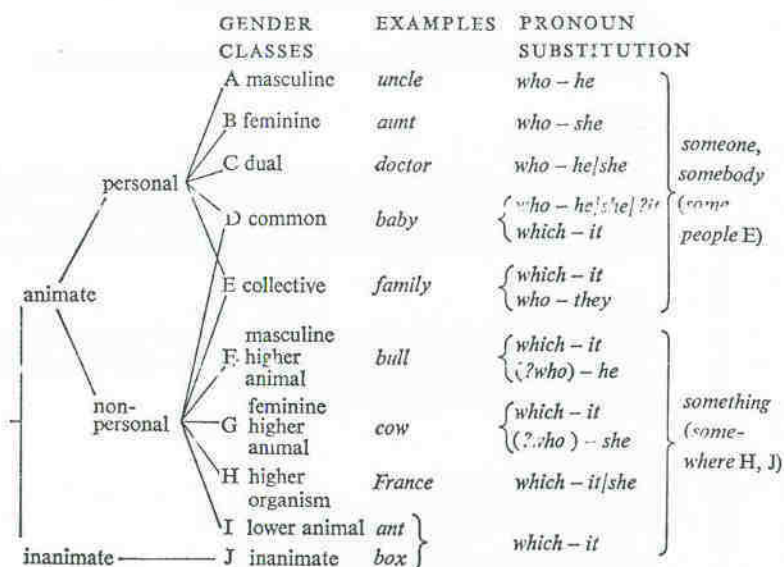 GENDER EXAMPLES PRONOUN
CLASSES SUBSTITUTION
A masculine uncle who – he
B feminine aunt who – she
someone,
C dual doctor who – he/she
somebody
personal
who – he/she/?it (some
D common baby
which – it
people E)
E collective family which – it
animate who – they
masculine
F higher bull which – it
animal (?who) – he
non-
personal
feminine something
G higher cow which – it
animal (?who) – she (some-
where H, J)
H higher France which – it/she
organism
I lower animal ant
which – it
inanimate J inanimate box